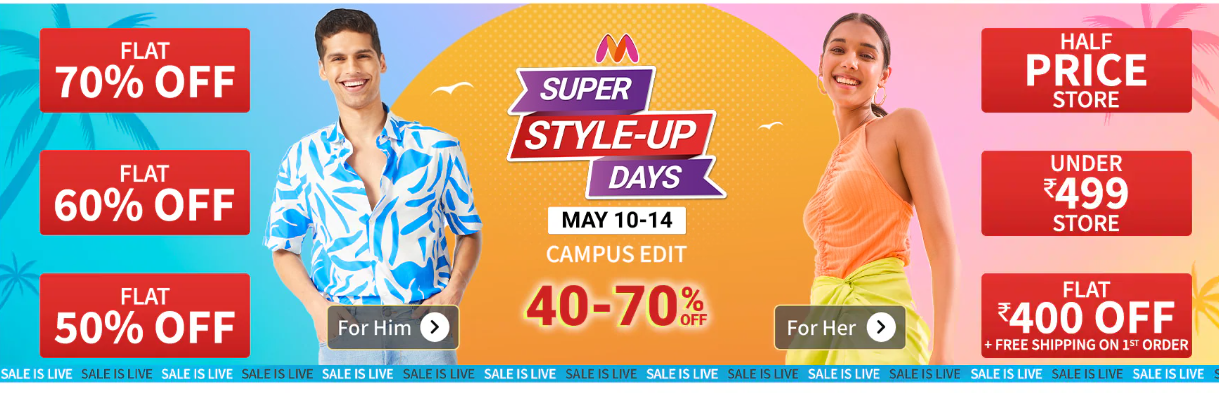 FLAT
70% OFF
FLAT
60% OFF
FLAT
50% OFF
SUPER
STYLE-UP
DAYS
MAY 10-14
CAMPUS EDIT
40-70% OFF
For Him
For Her
HALF
PRICE
STORE
UNDER
₹499
STORE
FLAT
₹400 OFF
+ FREE SHIPPING ON 1ST ORDER
SALE IS LIVE SALE IS LIVE SALE IS LIVE SALE IS LIVE SALE IS LIVE SALE IS LIVE SALE IS LIVE SALE IS LIVE SALE IS LIVE SALE IS LIVE SALE IS LIVE SALE IS LIVE SALE IS LIVE SALE IS LIVE SALE IS LIVE S